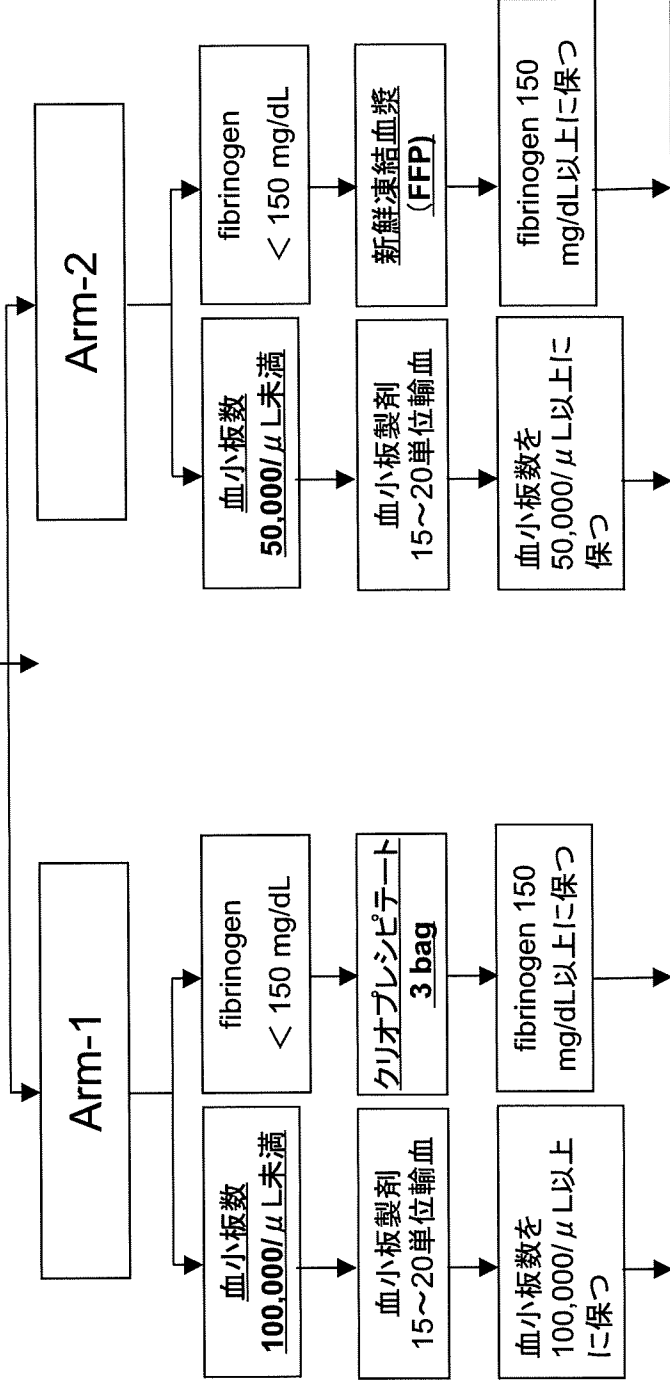 Arm-1
血小板数
100,000/μL未満
血小板製剤
15～20単位輸血
血小板数を
100,000/μL以上
に保つ
fibrinogen
＜150 mg/dL
クリオプレシピテート
3 bag
fibrinogen 150
mg/dL以上に保つ
Arm-2
血小板数
50,000/μL未満
血小板製剤
15～20単位輸血
血小板数を
50,000/μL以上に
保つ
fibrinogen
＜150 mg/dL
新鮮凍結血漿
（FFP)
fibrinogen 150
mg/dL以上に保つ